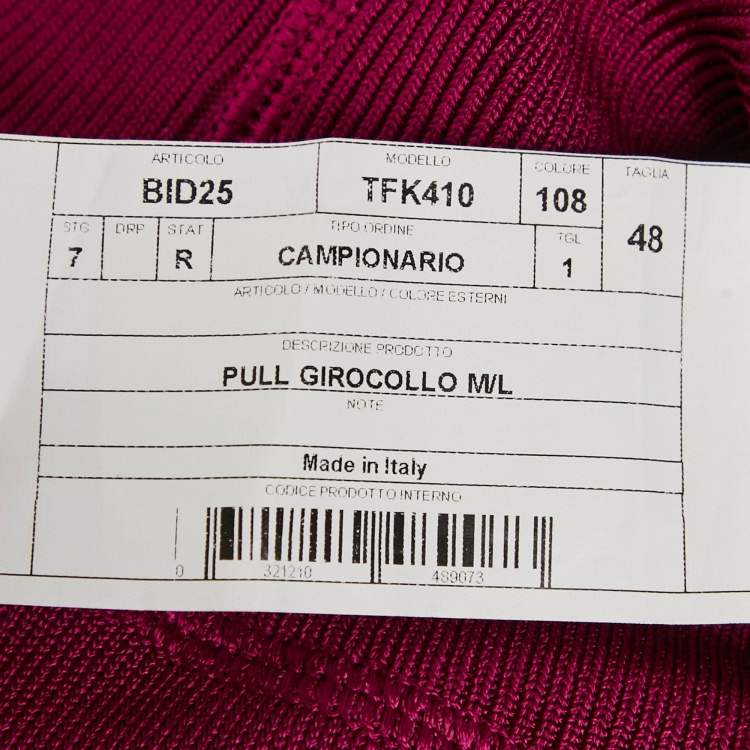 ARTICOLO MODELLO COLORE TAGLIA
BID25 TFK410 108 48
STG DRP STAT TIPO ORDINE TGL
7 R CAMPIONARIO 1
ARTICOLO / MODELLO / COLORE ESTERNI
DESCRIZIONE PRODOTTO
PULL GIROCOLLO M/L
NOTE
Made in Italy
CODICE PRODOTTO INTERNO
0 321210 489073